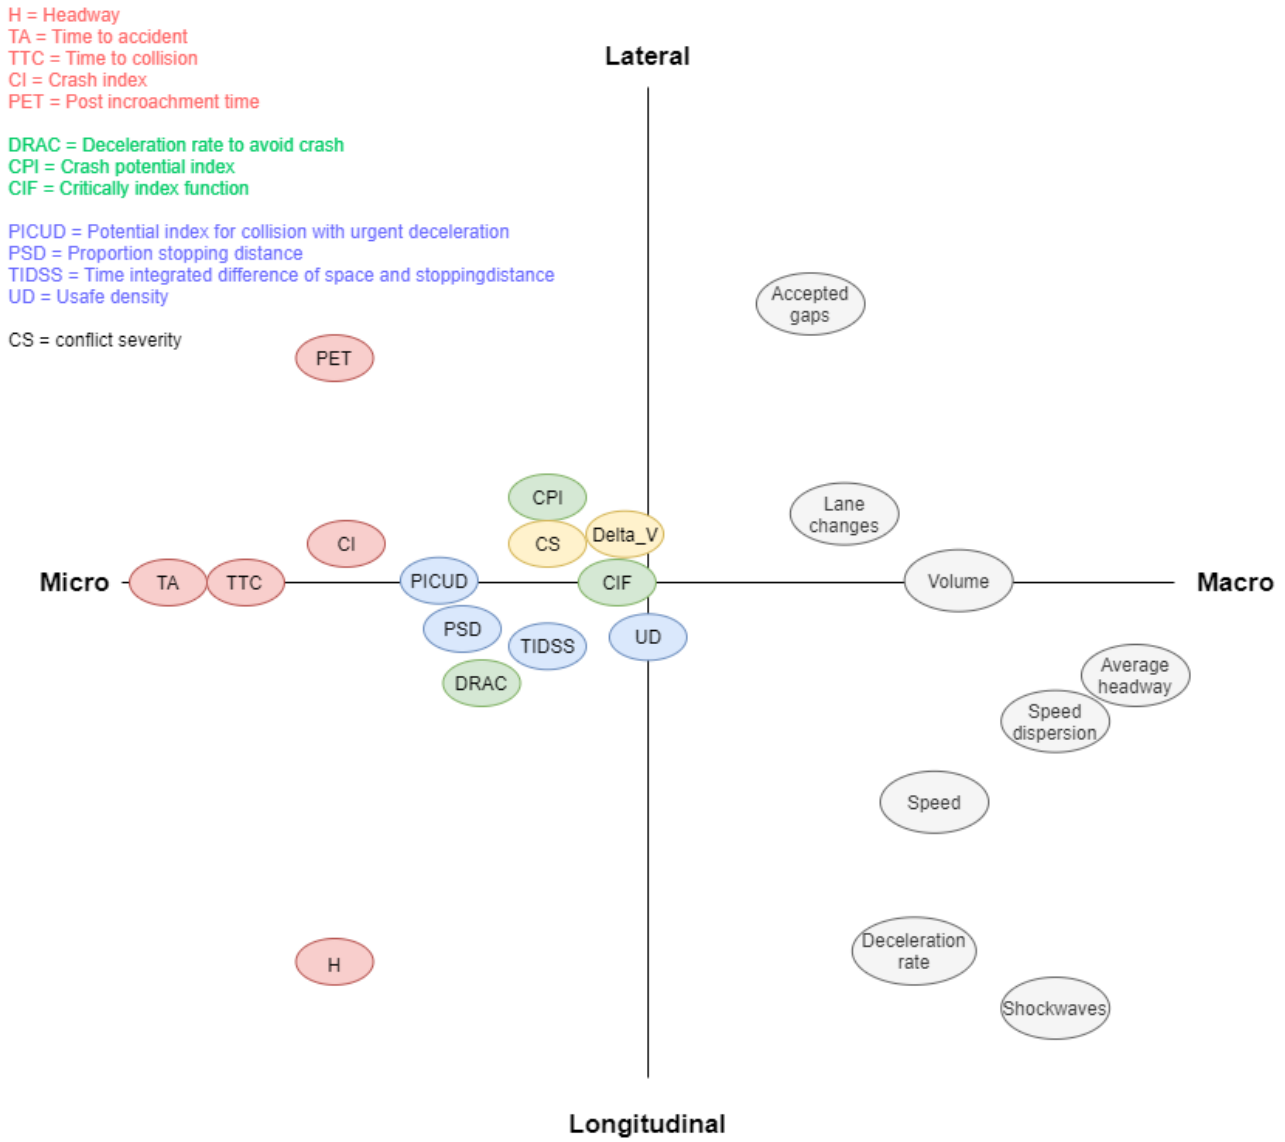 H = Headway
TA = Time to accident
TTC = Time to collision
CI = Crash index
PET = Post incroachment time
DRAC = Deceleration rate to avoid crash
CPI = Crash potential index
CIF = Critically index function
PICUD = Potential index for collision with urgent deceleration
PSD = Proportion stopping distance
TIDSS = Time integrated difference of space and stoppingdistance
UD = Usafe density
CS = conflict severity
Lateral
Accepted
gaps
PET
CPI
Lane
changes
CI
CS
Delta_V
Micro
TA
TTC
PICUD
CIF
Volume
Macro
PSD
TIDSS
UD
DRAC
Average
headway
Speed
dispersion
Speed
H
Deceleration
rate
Shockwaves
Longitudinal